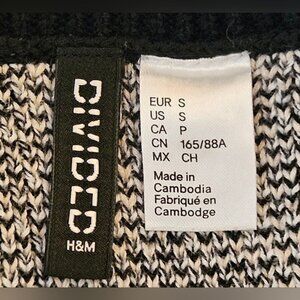 DIVIDED
H&M
EUR S
US S
CA P
CN 165/88A
MX CH
Made in
Cambodia
Fabriqué en
Cambodge